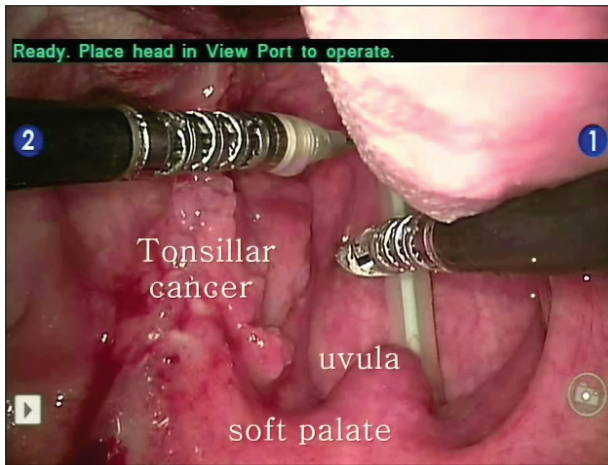 Ready. Place head in View Port to operate.
2
1
Tonsillar
cancer
uvula
soft palate